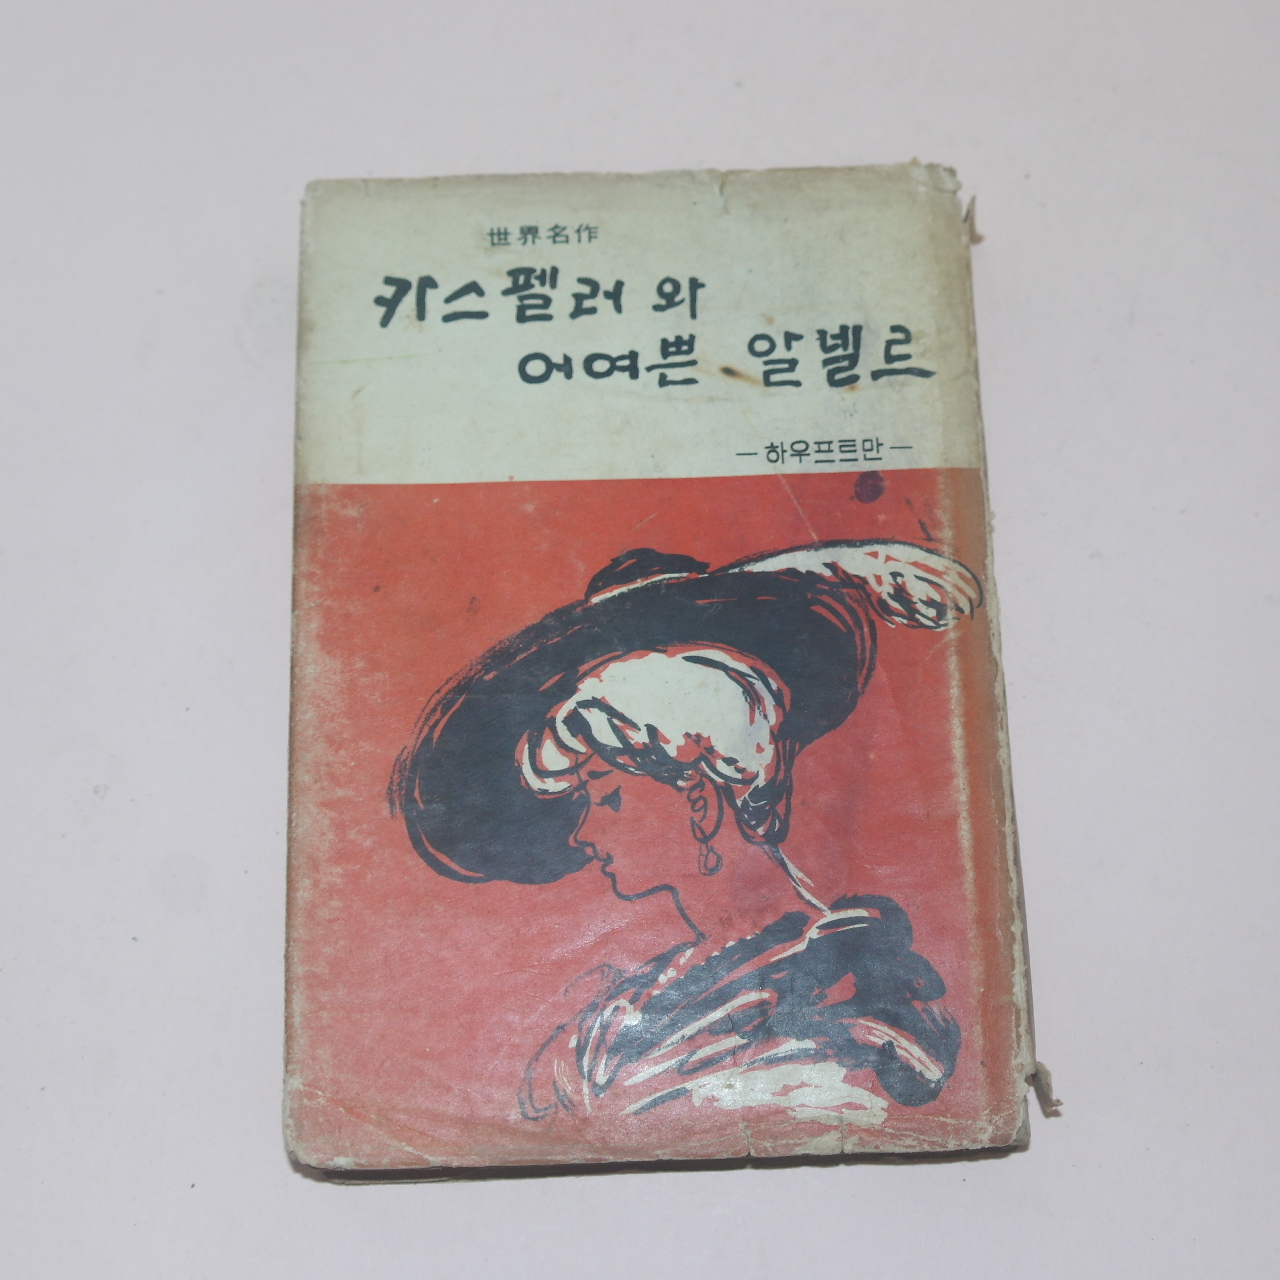 世界名作
카스펠러와
어여쁜 알넬르
—하우프트만—